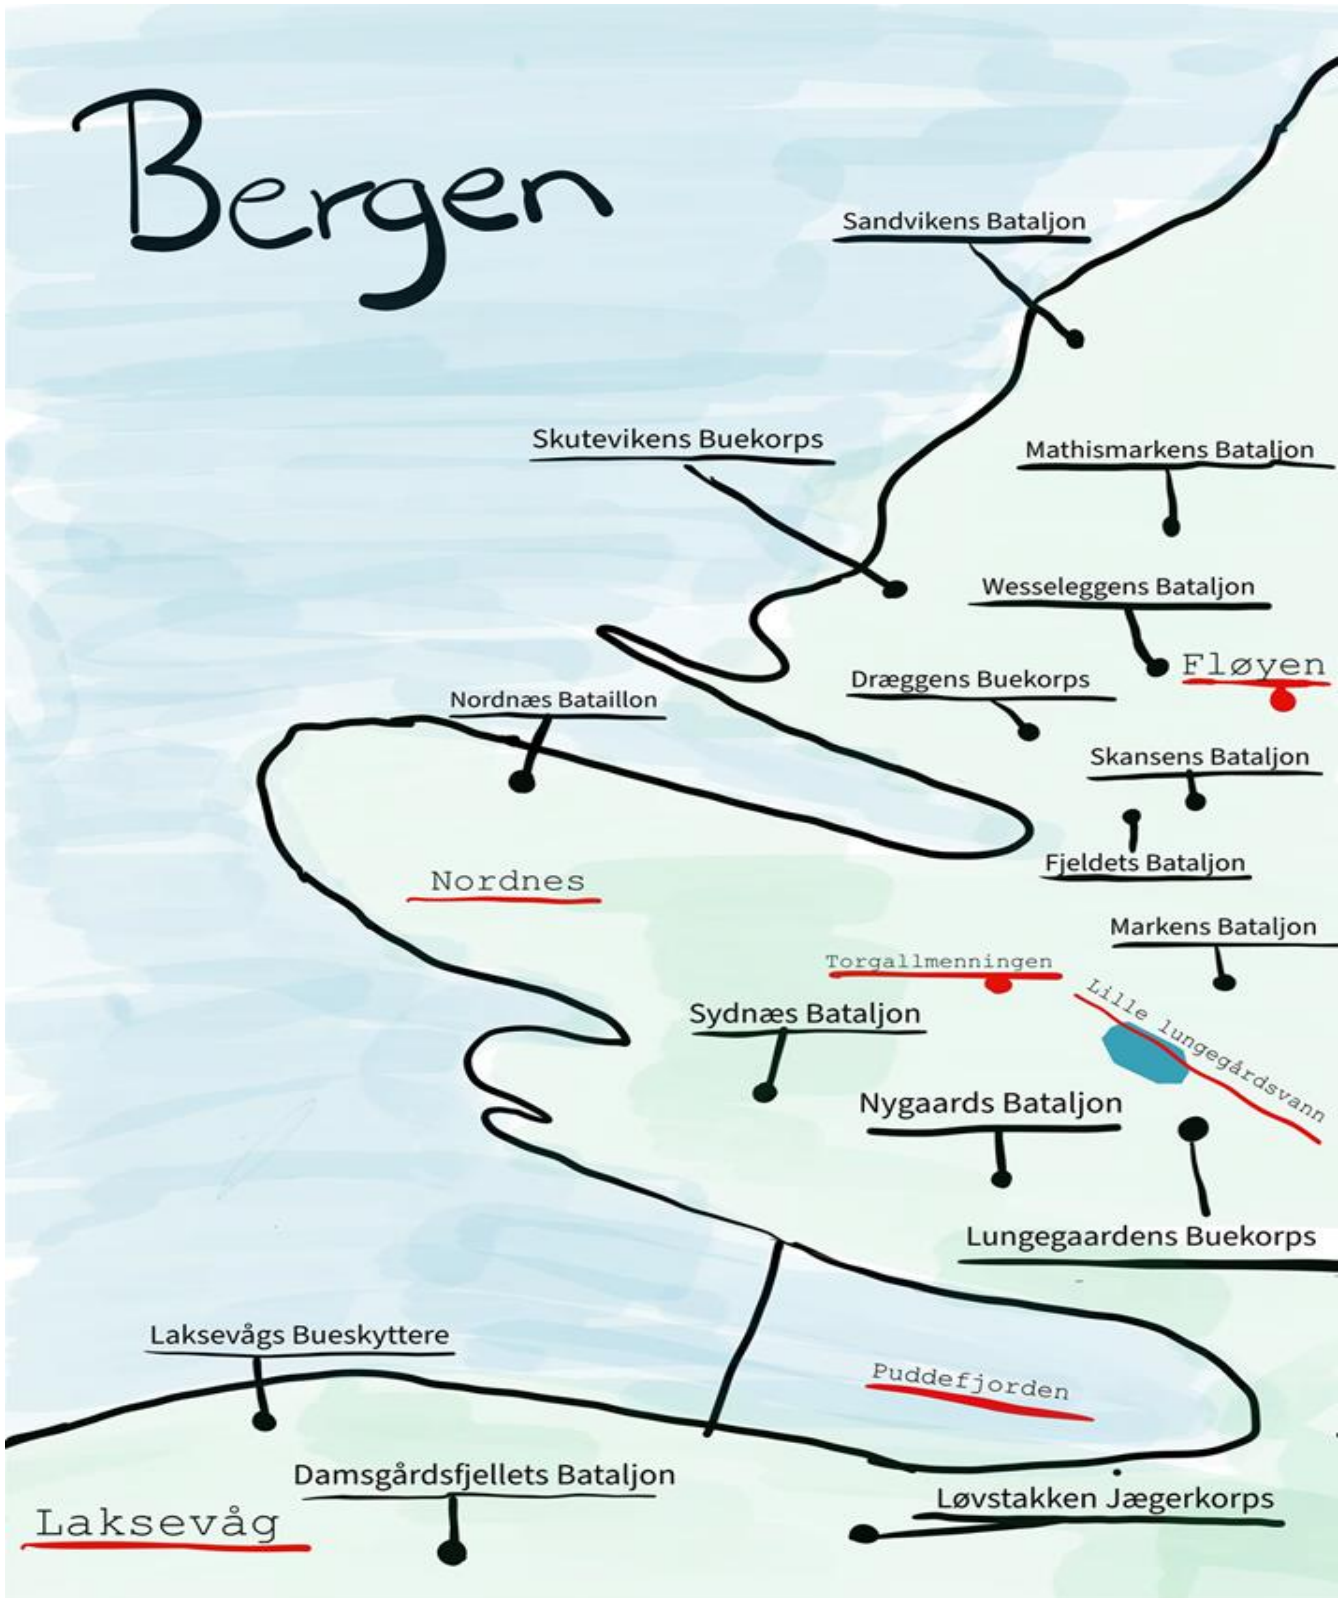 Bergen
Sandvikens Bataljon
Skutevikens Buekorps
Mathismarkens Bataljon
Wesseleggens Bataljon
Fløyen
Dræggens Buekorps
Nordnæs Bataillon
Skansens Bataljon
Fjeldets Bataljon
Nordnes
Markens Bataljon
Torgallmenningen
Lille lungegårdsvann
Sydnæs Bataljon
Nygaards Bataljon
Lungegaardens Buekorps
Laksevågs Bueskyttere
Puddefjorden
Damsgårdsfjellets Bataljon
Løvstakken Jægerkorps
Laksevåg